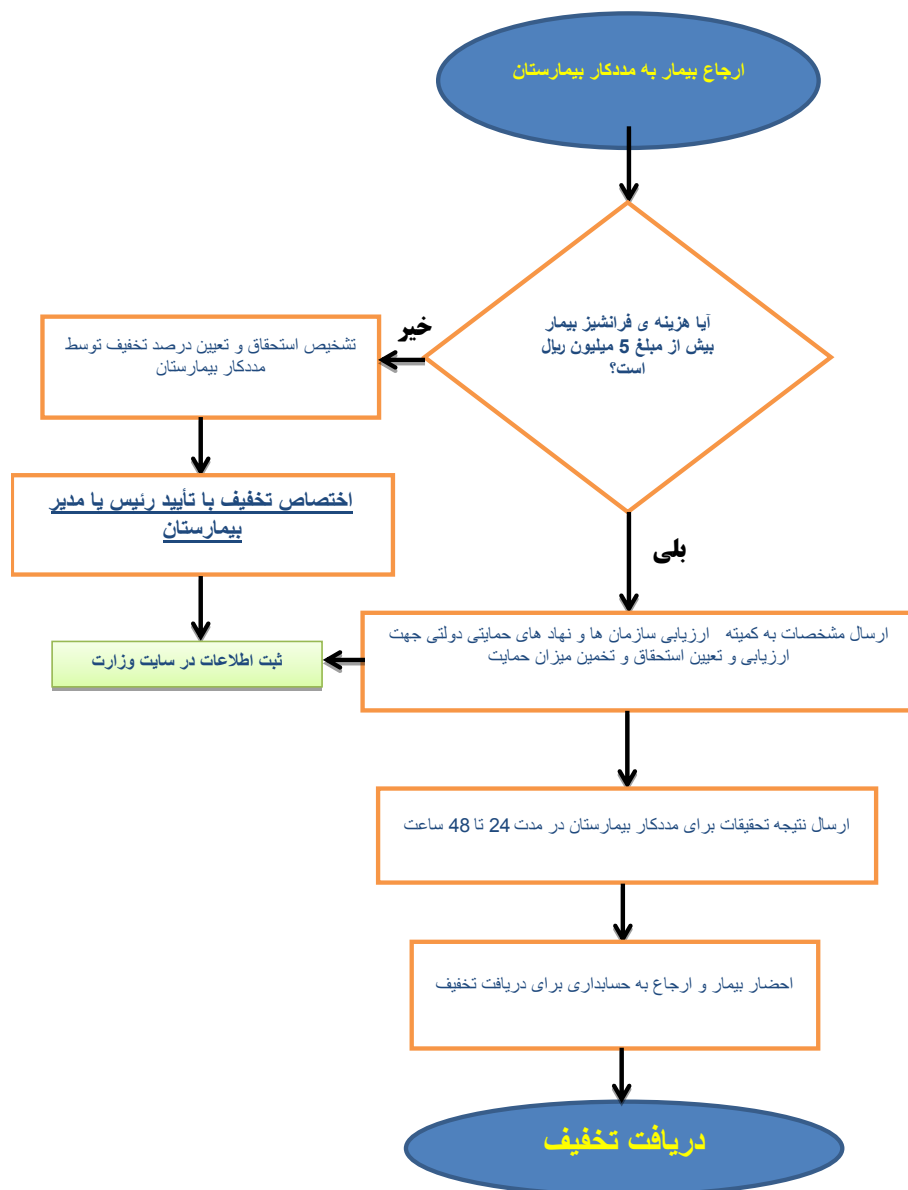 ارجاع بیمار به مددکار بیمارستان
آیا هزینه ی فرانشیز بیمار
بیش از مبلغ 5 میلیون ریال
است؟
خیر
تشخیص استحقاق و تعیین درصد تخفیف توسط
مددکار بیمارستان
اختصاص تخفیف با تأیید رئیس یا مدیر
بیمارستان
بلی
ارسال مشخصات به کمیته ارزیابی سازمان ها و نهاد های حمایتی دولتی جهت
ارزیابی و تعیین استحقاق و تخمین میزان حمایت
ثبت اطلاعات در سایت وزارت
ارسال نتیجه تحقیقات برای مددکار بیمارستان در مدت 24 تا 48 ساعت
احضار بیمار و ارجاع به حسابداری برای دریافت تخفیف
دریافت تخفیف